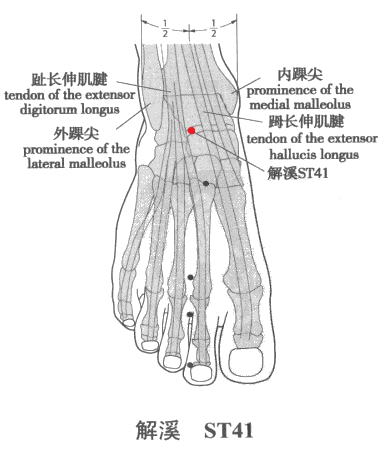 1/2 1/2
趾长伸肌腱
tendon of the extensor
digitorum longus
外踝尖
prominence of the
lateral malleolus
内踝尖
prominence of the
medial malleolus
𧿹长伸肌腱
tendon of the extensor
hallucis longus
解溪ST41
解溪 ST41